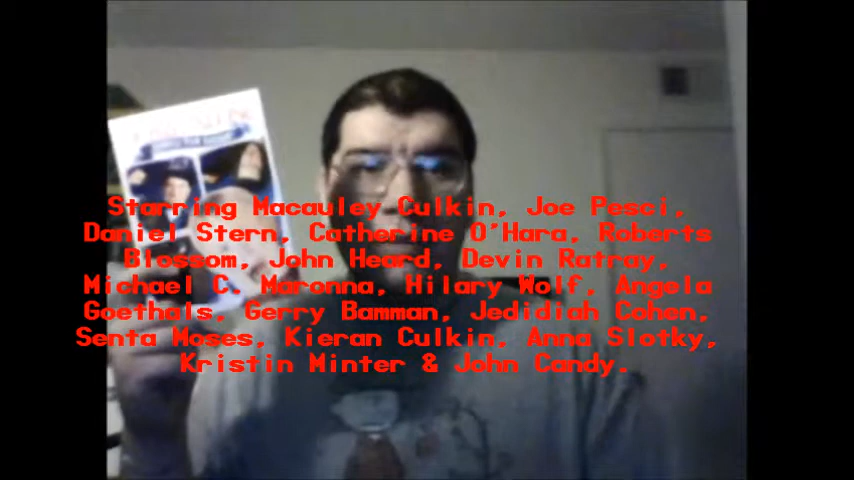 Starring Macauley Culkin, Joe Pesci,
Daniel Stern, Catherine O'Hara, Roberts
Blossom, John Heard, Devin Ratray,
Michael C. Maronna, Hilary Wolf, Angela
Goethals, Gerry Bamman, Jedidiah Cohen,
Senta Moses, Kieran Culkin, Anna Slotky,
Kristin Minter & John Candy.